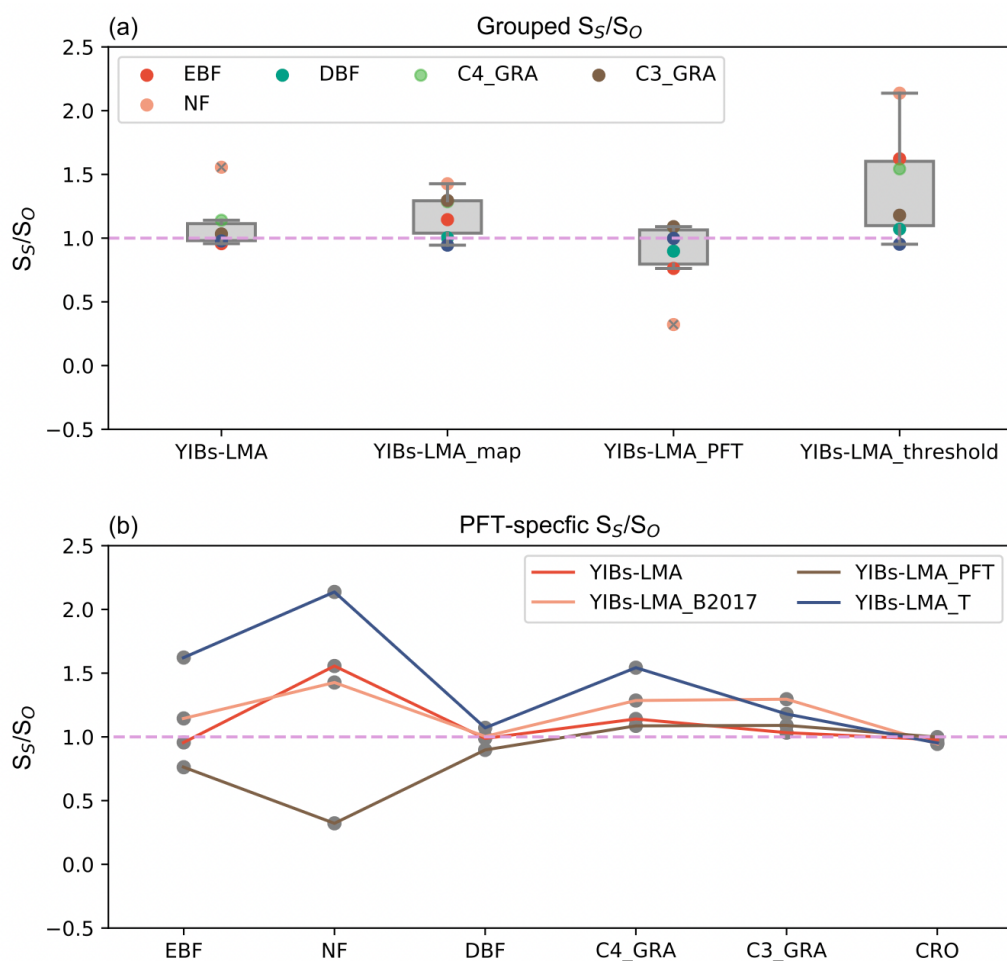 (a) Grouped S_S/S_O
2.5
EBF DBF C4_GRA C3_GRA
NF
2.0
1.5
1.0
0.5
0.0
−0.5
S_S/S_O
YIBs-LMA YIBs-LMA_map YIBs-LMA_PFT YIBs-LMA_threshold
(b) PFT-specfic S_S/S_O
2.5
YIBs-LMA YIBs-LMA_PFT
YIBs-LMA_B2017 YIBs-LMA_T
2.0
1.5
1.0
0.5
0.0
−0.5
S_S/S_O
EBF NF DBF C4_GRA C3_GRA CRO